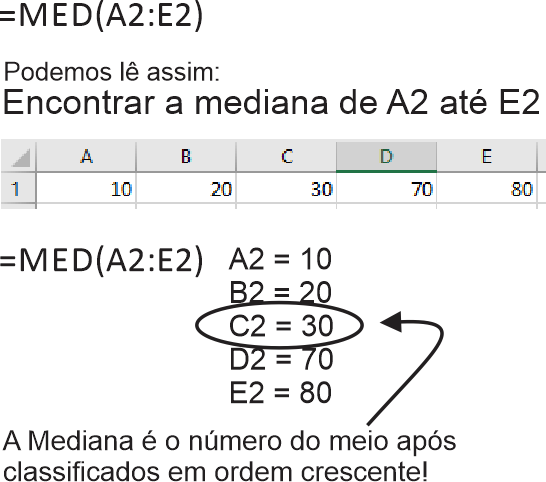 =MED(A2:E2)
Podemos lê assim:
Encontrar a mediana de A2 até E2
A B C D E
1 10 20 30 70 80
=MED(A2:E2)
A2 = 10
B2 = 20
C2 = 30
D2 = 70
E2 = 80
A Mediana é o número do meio após
classificados em ordem crescente!